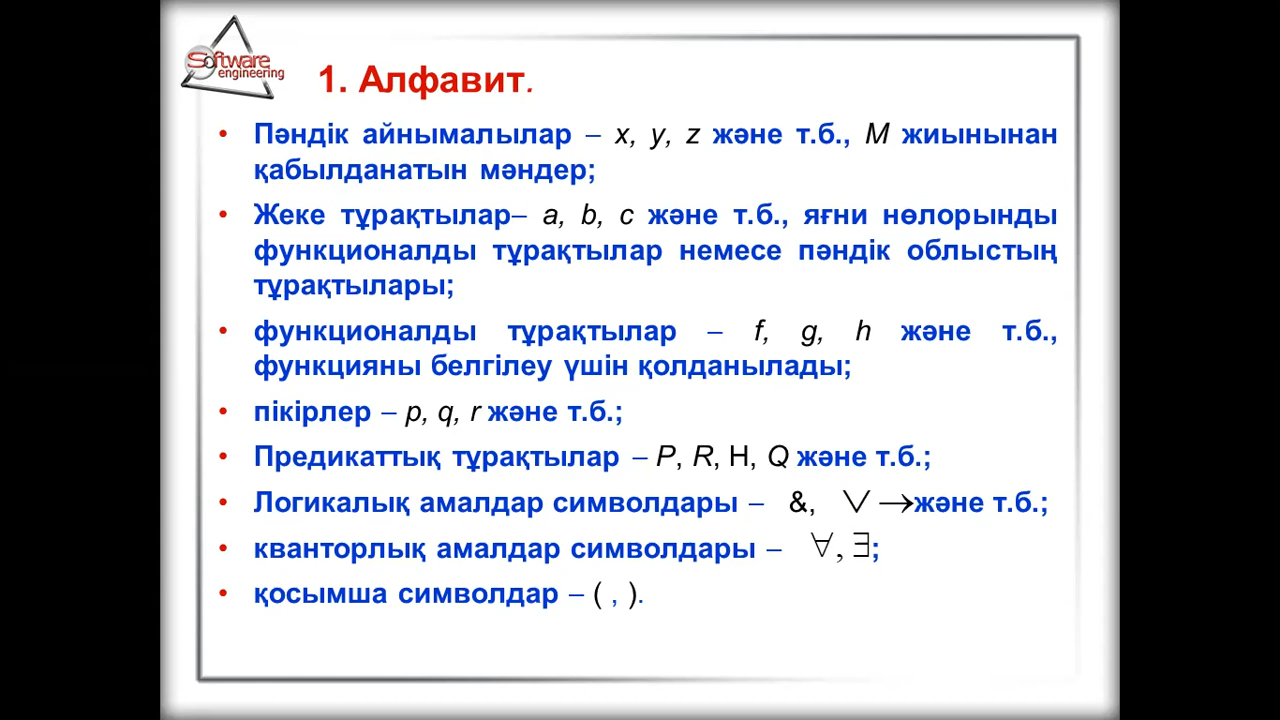 Software
engineering
1. Алфавит.
• Пәндік айнымалылар – x, y, z және т.б., M жиынынан
қабылданатын мәндер;
• Жеке тұрақтылар– a, b, c және т.б., яғни нөлорынды
функционалды тұрақтылар немесе пәндік облыстың
тұрақтылары;
• функционалды тұрақтылар – f, g, h және т.б.,
функцияны белгілеу үшін қолданылады;
• пікірлер – p, q, r және т.б.;
• Предикаттық тұрақтылар – P, R, H, Q және т.б.;
• Логикалық амалдар символдары – &, ∨ →және т.б.;
• кванторлық амалдар символдары – ∀, ∃;
• қосымша символдар – ( , ).